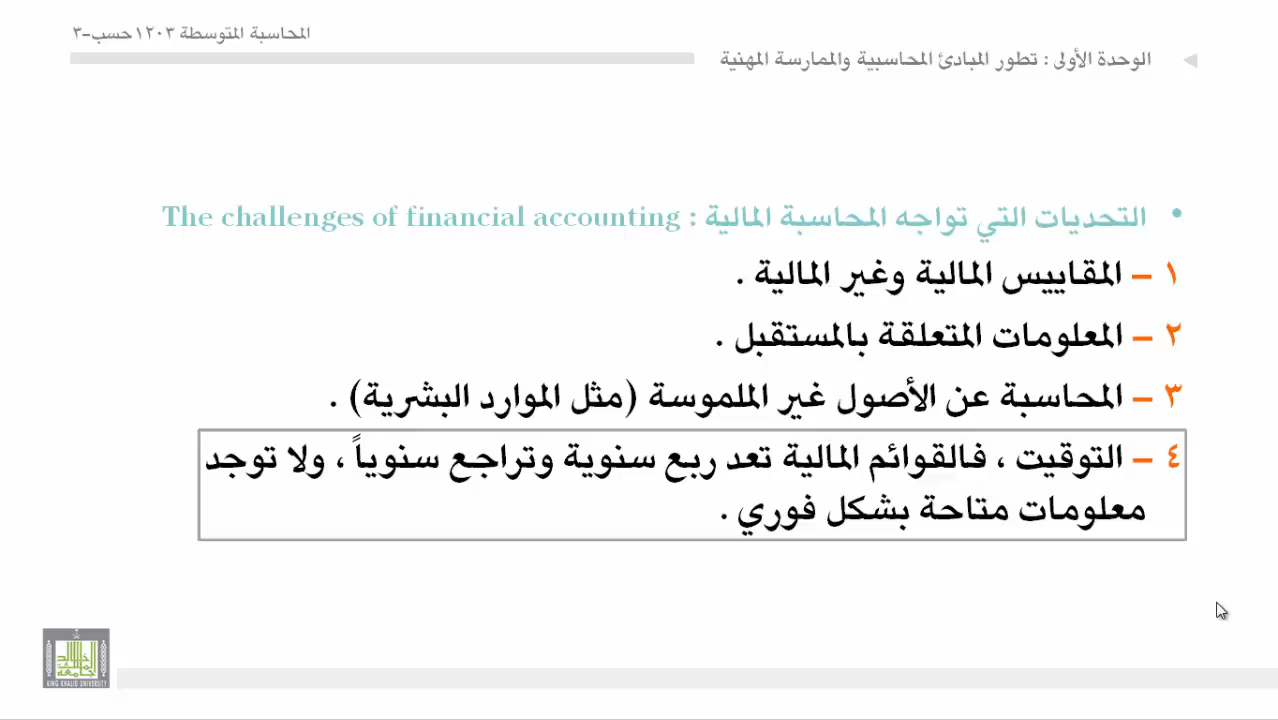 المحاسبة المتوسطة ١٢٠٣ حسب-٣
الوحدة الأولى : تطور المبادئ المحاسبية والممارسة المهنية
• التحديات التي تواجه المحاسبة المالية : The challenges of financial accounting
١ – المقاييس المالية وغير المالية .
٢ – المعلومات المتعلقة بالمستقبل .
٣ – المحاسبة عن الأصول غير الملموسة (مثل الموارد البشرية) .
٤ – التوقيت ، فالقوائم المالية تعد ربع سنوية وتراجع سنوياً ، ولا توجد
معلومات متاحة بشكل فوري .
جامعة الملك خالد
KING KHALID UNIVERSITY